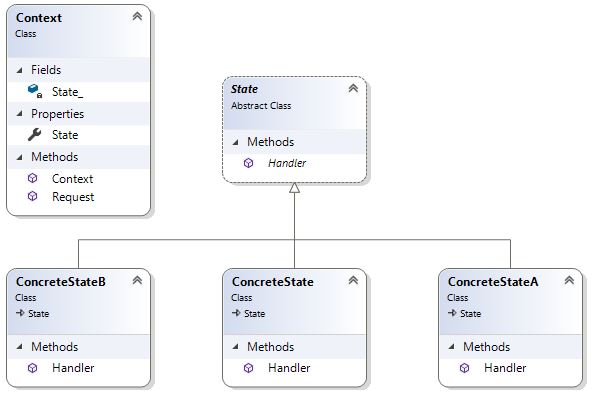 Context
Class
Fields
State_
Properties
State
Methods
Context
Request
State
Abstract Class
Methods
Handler
ConcreteStateB
Class
State
Methods
Handler
ConcreteState
Class
State
Methods
Handler
ConcreteStateA
Class
State
Methods
Handler